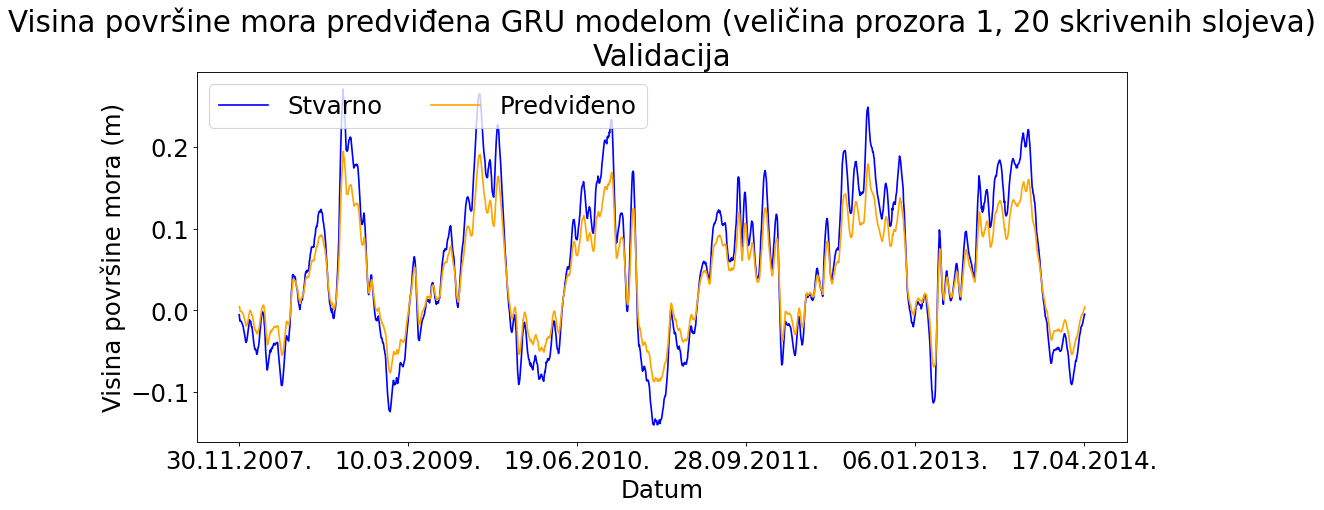 Visina površine mora predviđena GRU modelom (veličina prozora 1, 20 skrivenih slojeva)
Validacija
Stvarno
Predviđeno
Visina površine mora (m)
0.2
0.1
0.0
−0.1
30.11.2007.
10.03.2009.
19.06.2010.
28.09.2011.
06.01.2013.
17.04.2014.
Datum